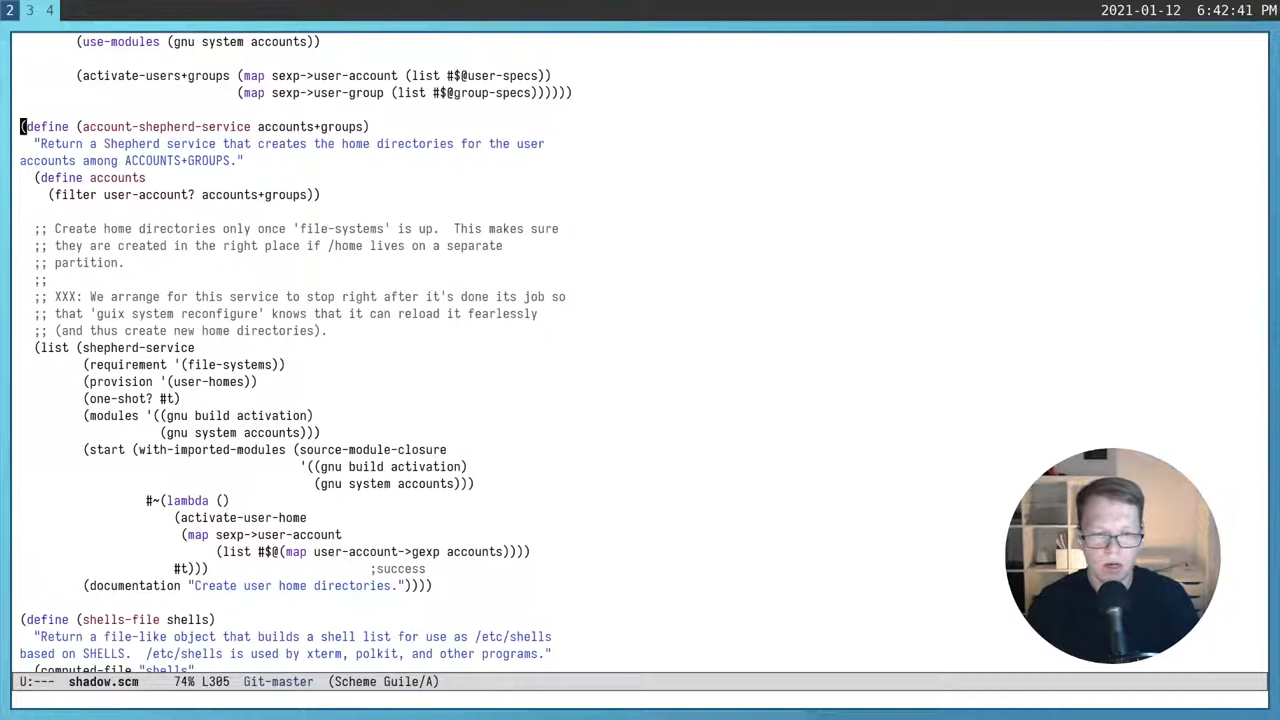 2 3 4 2021-01-12 6:42:41 PM
(use-modules (gnu system accounts))
(activate-users+groups (map sexp->user-account (list #$@user-specs))
(map sexp->user-group (list #$@group-specs))))))
(define (account-shepherd-service accounts+groups)
"Return a Shepherd service that creates the home directories for the user
accounts among ACCOUNTS+GROUPS."
(define accounts
(filter user-account? accounts+groups))
;; Create home directories only once 'file-systems' is up.  This makes sure
;; they are created in the right place if /home lives on a separate
;; partition.
;;
;; XXX: We arrange for this service to stop right after it's done its job so
;; that 'guix system reconfigure' knows that it can reload it fearlessly
;; (and thus create new home directories).
(list (shepherd-service
(requirement '(file-systems))
(provision '(user-homes))
(one-shot? #t)
(modules '((gnu build activation)
(gnu system accounts)))
(start (with-imported-modules (source-module-closure
'((gnu build activation)
(gnu system accounts)))
#~(lambda ()
(activate-user-home
(map sexp->user-account
(list #$@(map user-account->gexp accounts))))
#t))) ;success
(documentation "Create user home directories."))))
(define (shells-file shells)
"Return a file-like object that builds a shell list for use as /etc/shells
based on SHELLS.  /etc/shells is used by xterm, polkit, and other programs."
(computed-file "shells"
U:--- shadow.scm 74% L305 Git-master (Scheme Guile/A)